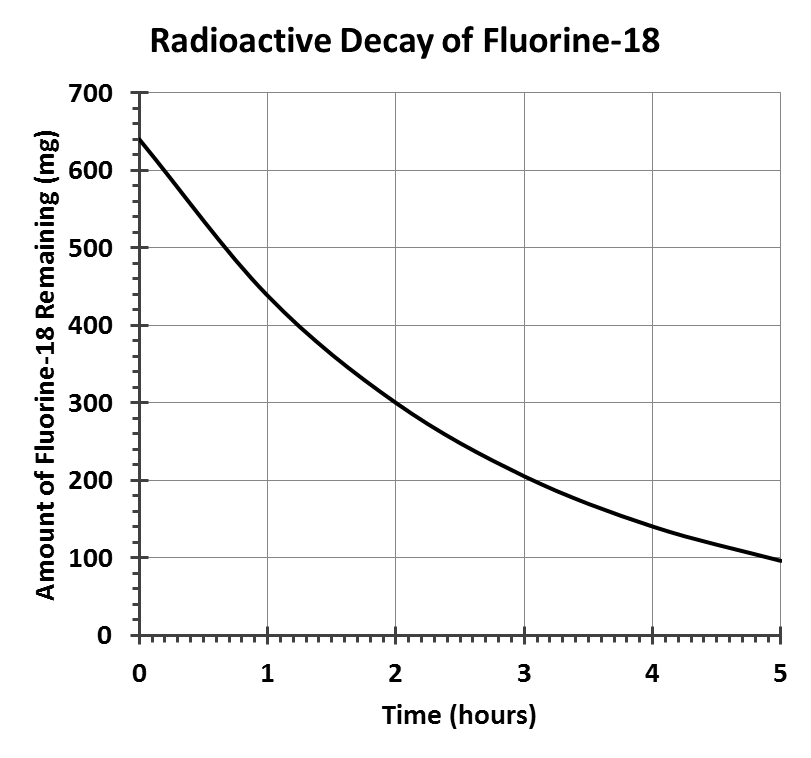 Radioactive Decay of Fluorine-18
Amount of Fluorine-18 Remaining (mg)
700
600
500
400
300
200
100
0
0 1 2 3 4 5
Time (hours)